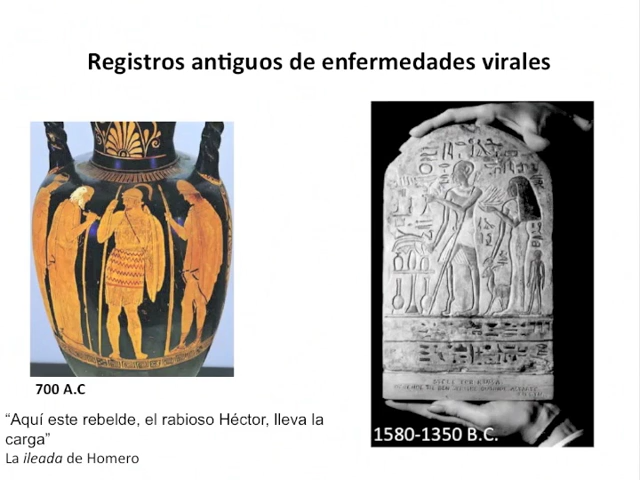 Registros antiguos de enfermedades virales
700 A.C
“Aquí este rebelde, el rabioso Héctor, lleva la
carga”
La ileada de Homero
1580-1350 B.C.